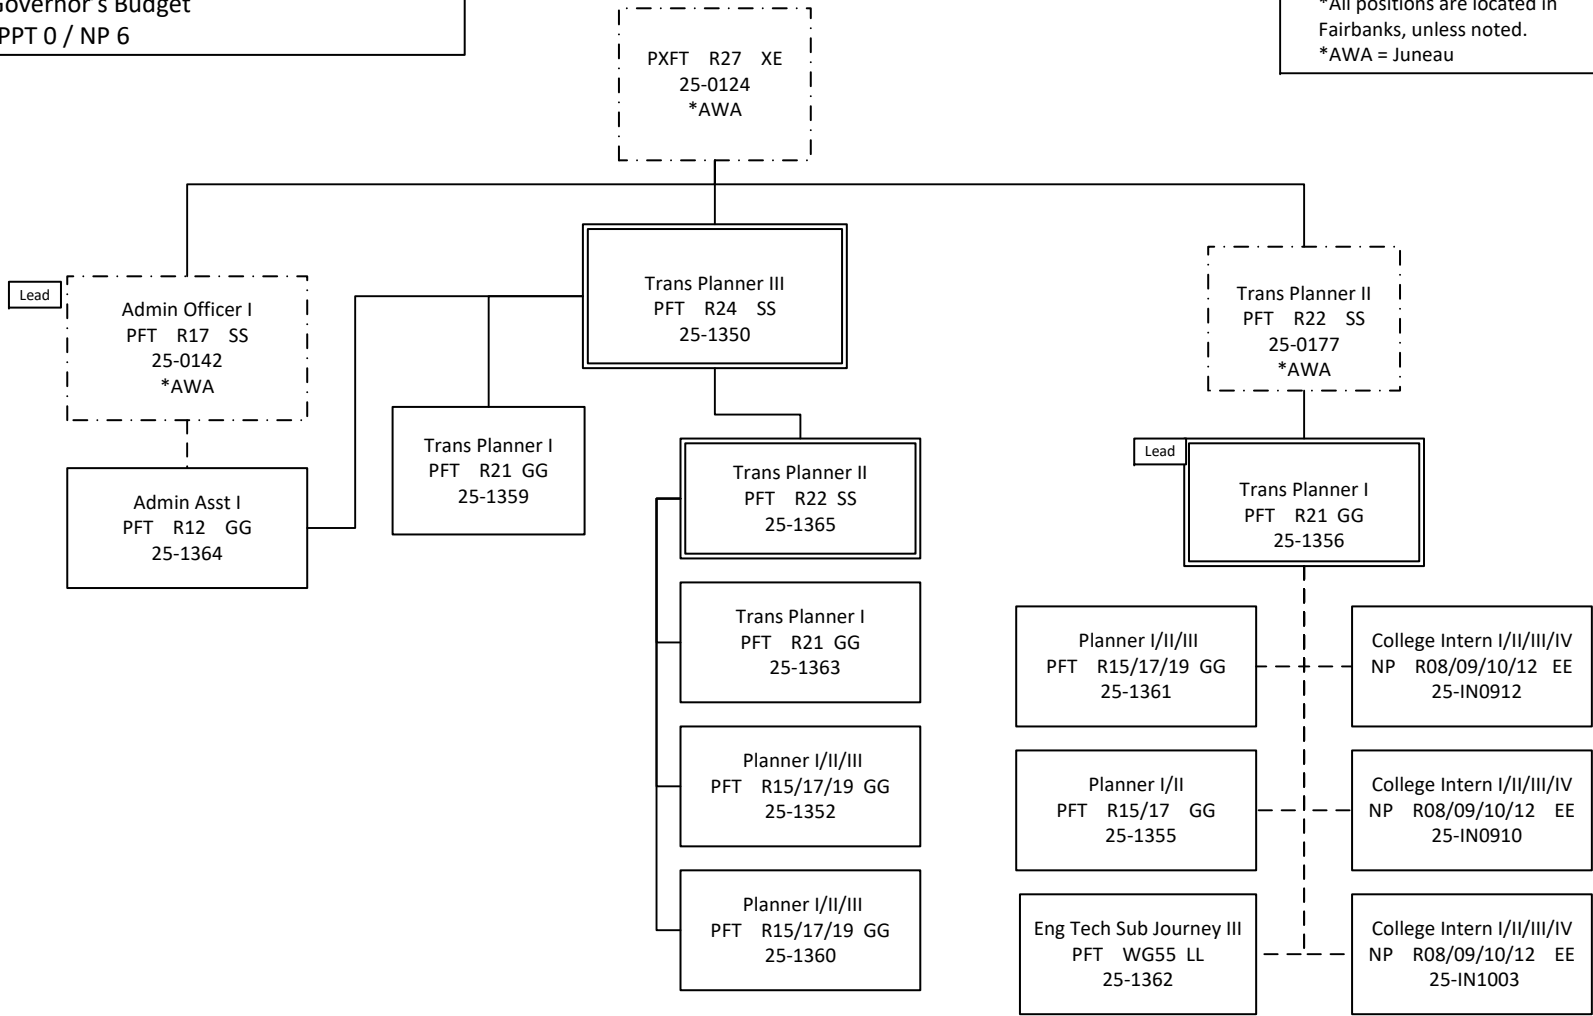 Governor's Budget
PPT 0 / NP 6
*All positions are located in
Fairbanks, unless noted.
*AWA = Juneau
PXFT R27 XE
25-0124
*AWA
Lead
Admin Officer I
PFT R17 SS
25-0142
*AWA
Trans Planner III
PFT R24 SS
25-1350
Trans Planner II
PFT R22 SS
25-0177
*AWA
Admin Asst I
PFT R12 GG
25-1364
Trans Planner I
PFT R21 GG
25-1359
Trans Planner II
PFT R22 SS
25-1365
Lead
Trans Planner I
PFT R21 GG
25-1356
Trans Planner I
PFT R21 GG
25-1363
Planner I/II/III
PFT R15/17/19 GG
25-1352
Planner I/II/III
PFT R15/17/19 GG
25-1360
Planner I/II/III
PFT R15/17/19 GG
25-1361
College Intern I/II/III/IV
NP R08/09/10/12 EE
25-IN0912
Planner I/II
PFT R15/17 GG
25-1355
College Intern I/II/III/IV
NP R08/09/10/12 EE
25-IN0910
Eng Tech Sub Journey III
PFT WG55 LL
25-1362
College Intern I/II/III/IV
NP R08/09/10/12 EE
25-IN1003